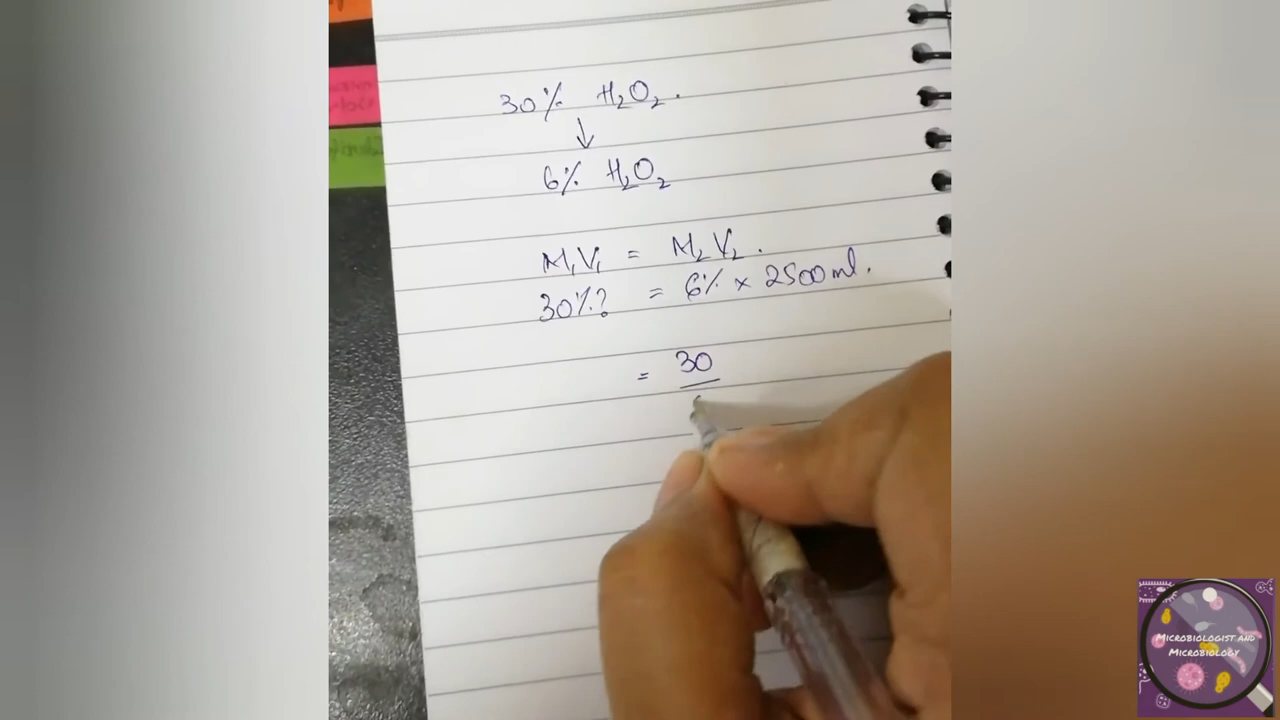 30% H₂O₂.
↓
6% H₂O₂
M₁V₁ = M₂V₂.
30%? = 6% × 2500ml.
= 30
MICROBIOLOGIST AND
MICROBIOLOGY